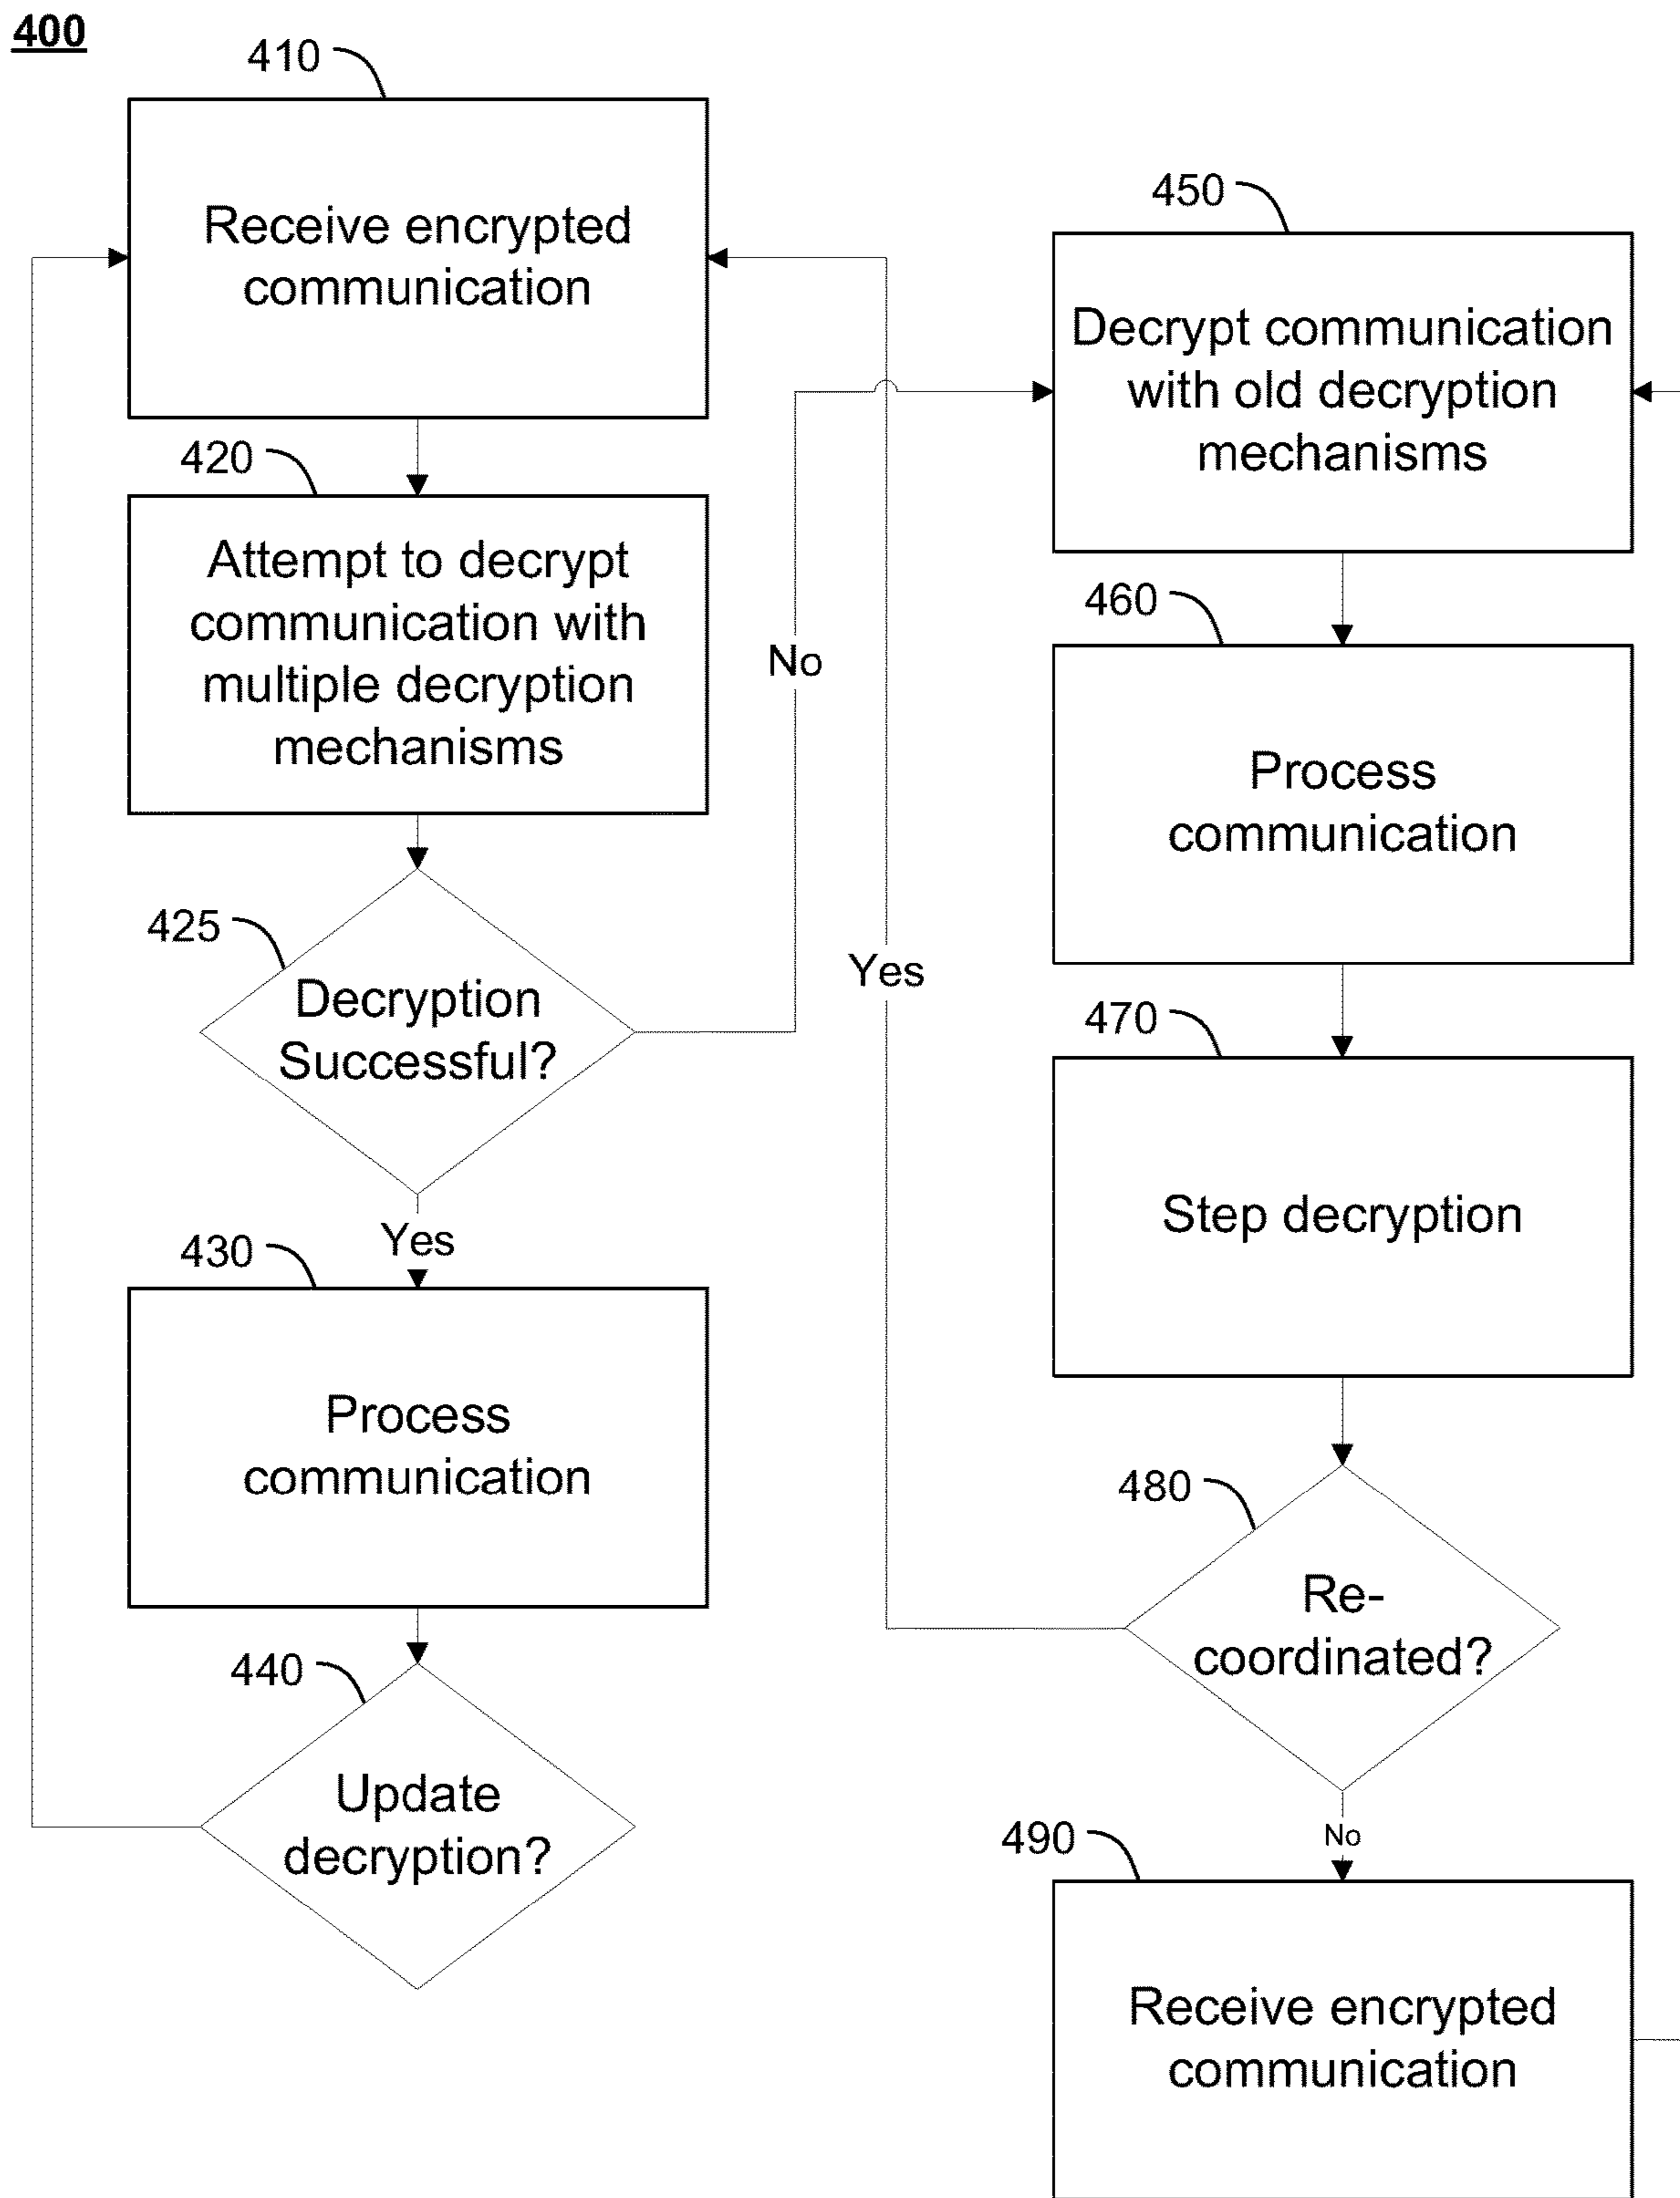 400
410
Receive encrypted
communication
420
Attempt to decrypt
communication with
multiple decryption
mechanisms
425
Decryption
Successful?
No
Yes
430
Process
communication
440
Update
decryption?
Yes
450
Decrypt communication
with old decryption
mechanisms
460
Process
communication
470
Step decryption
480
Re-
coordinated?
No
490
Receive encrypted
communication